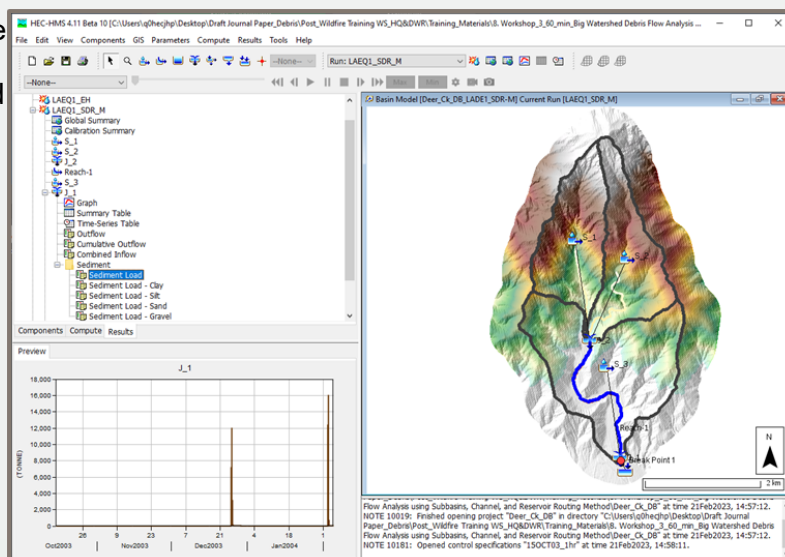 e
d
HEC-HMS 4.11 Beta 10 [C:\Users\q0hecjhp\Desktop\Draft Journal Paper_Debris\Post_Wildfire Training WS_HQ&DWR\Training_Materials\8. Workshop_3_60_min_Big Watershed Debris Flow Analysis ...
File Edit View Components GIS Parameters Compute Results Tools Help
--None-- Run: LAEQ1_SDR_M
--None--
LAEQ1_EH
LAEQ1_SDR_M
Global Summary
Calibration Summary
S_1
S_2
J_2
Reach-1
S_3
J_1
Graph
Summary Table
Time-Series Table
Outflow
Cumulative Outflow
Combined Inflow
Sediment
Sediment Load
Sediment Load - Clay
Sediment Load - Silt
Sediment Load - Sand
Sediment Load - Gravel
Components Compute Results
Preview
J_1
18,000
16,000
14,000
12,000
10,000
8,000
6,000
4,000
2,000
0
(TONNE)
26 9 23 7 21 4 18 1
Oct2003 Nov2003 Dec2003 Jan2004
Basin Model [Deer_Ck_DB_LADE1_SDR-M] Current Run [LAEQ1_SDR_M]
S_1
S_3
Reach-1
Break Point 1
N
2 km
Flow Analysis using Subbasins, Channel, and Reservoir Routing Method\Deer_Ck_DB" at time 21Feb2023, 14:57:12.
NOTE 10019: Finished opening project "Deer_Ck_DB" in directory "C:\Users\q0hecjhp\Desktop\Draft Journal
Paper_Debris\Post_Wildfire Training WS_HQ&DWR\Training_Materials\8. Workshop_3_60_min_Big Watershed Debris
Flow Analysis using Subbasins, Channel, and Reservoir Routing Method\Deer_Ck_DB" at time 21Feb2023, 14:57:12.
NOTE 10181: Opened control specifications "15OCT03_1hr" at time 21Feb2023, 14:58:11.